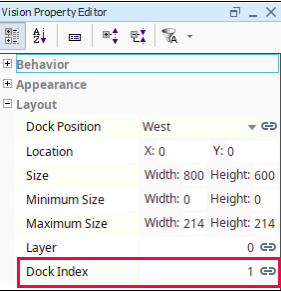 Vision Property Editor
Behavior
Appearance
Layout
Dock Position West
Location X: 0 Y: 0
Size Width: 800 Height: 600
Minimum Size Width: 0 Height: 0
Maximum Size Width: 214 Height: 214
Layer 0
Dock Index 1